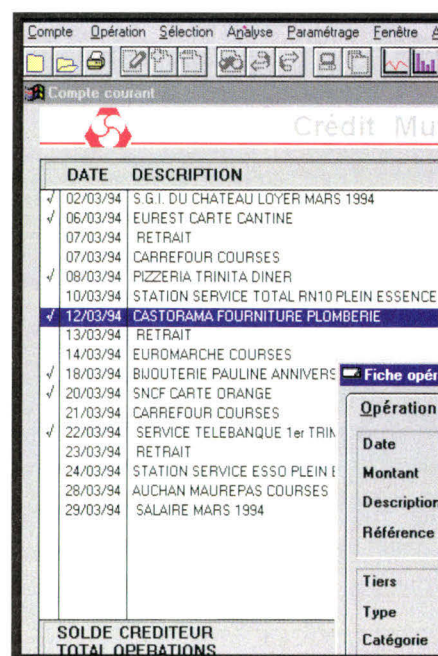 Compte Opération Sélection Analyse Paramétrage Fenêtre A
Compte courant
Crédit Mu
DATE DESCRIPTION
√ 02/03/94 S.G.I. DU CHATEAU LOYER MARS 1994
√ 06/03/94 EUREST CARTE CANTINE
07/03/94 RETRAIT
07/03/94 CARREFOUR COURSES
√ 08/03/94 PIZZERIA TRINITA DINER
10/03/94 STATION SERVICE TOTAL RN10 PLEIN ESSENCE
√ 12/03/94 CASTORAMA FOURNITURE PLOMBERIE
13/03/94 RETRAIT
14/03/94 EUROMARCHE COURSES
√ 18/03/94 BIJOUTERIE PAULINE ANNIVERS
√ 20/03/94 SNCF CARTE ORANGE
21/03/94 CARREFOUR COURSES
√ 22/03/94 SERVICE TELEBANQUE 1er TRIM
23/03/94 RETRAIT
24/03/94 STATION SERVICE ESSO PLEIN E
28/03/94 AUCHAN MAUREPAS COURSES
29/03/94 SALAIRE MARS 1994
SOLDE CREDITEUR
TOTAL OPERATIONS
Fiche opér
Opération
Date
Montant
Description
Référence
Tiers
Type
Catégorie